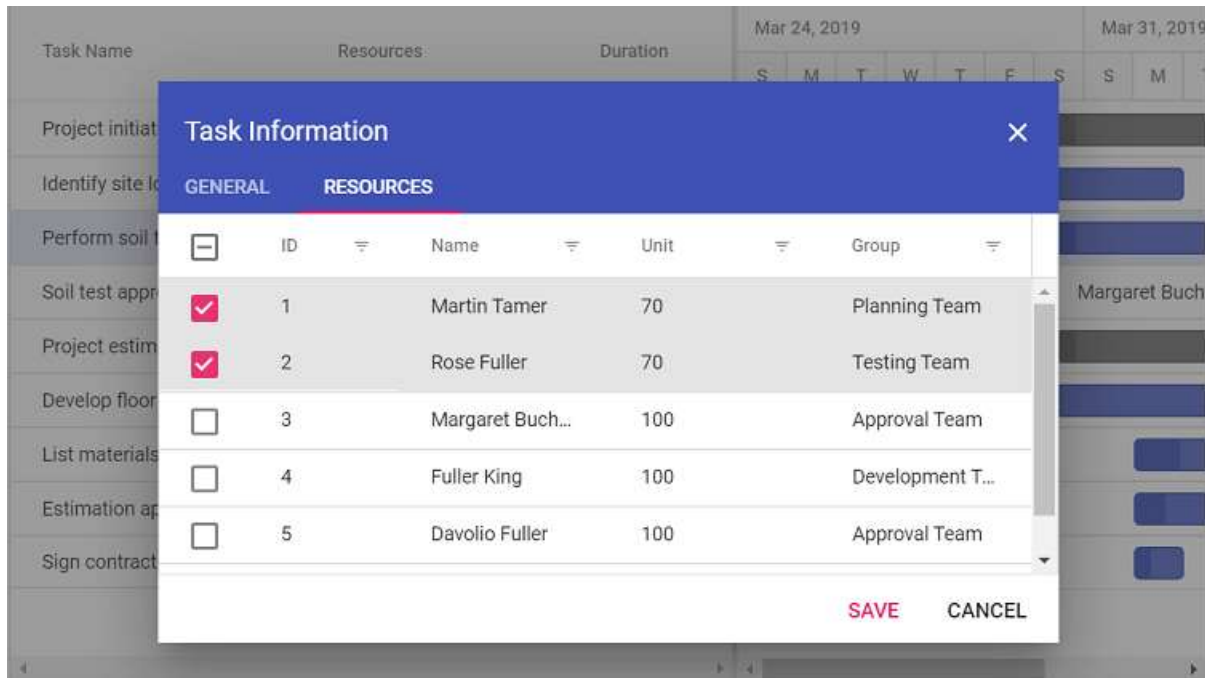 Task Name Resources Duration Mar 24, 2019 Mar 31, 2019
S M T W T F S S M
Project initiat
Task Information
Identify site lo
GENERAL RESOURCES
Perform soil t
ID Name Unit Group
Soil test appr
1 Martin Tamer 70 Planning Team
Margaret Buch
Project estim
2 Rose Fuller 70 Testing Team
Develop floor
3 Margaret Buch... 100 Approval Team
List materials
4 Fuller King 100 Development T...
Estimation ap
5 Davolio Fuller 100 Approval Team
Sign contract
SAVE CANCEL